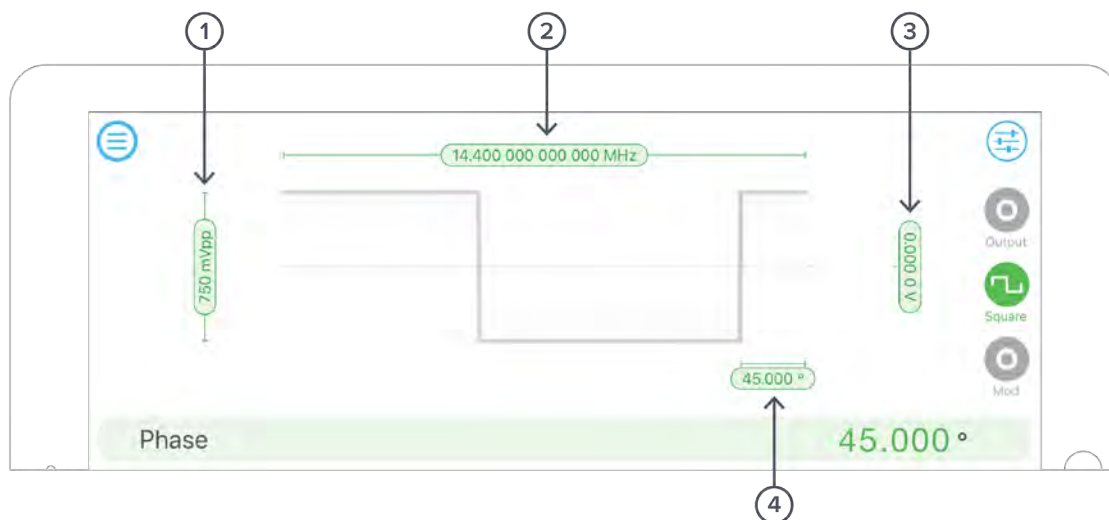 1
2
3
14.400 000 000 000 MHz
750 mVpp
0.000 0 V
Output
Square
45.000 °
Mod
Phase
45.000 °
4